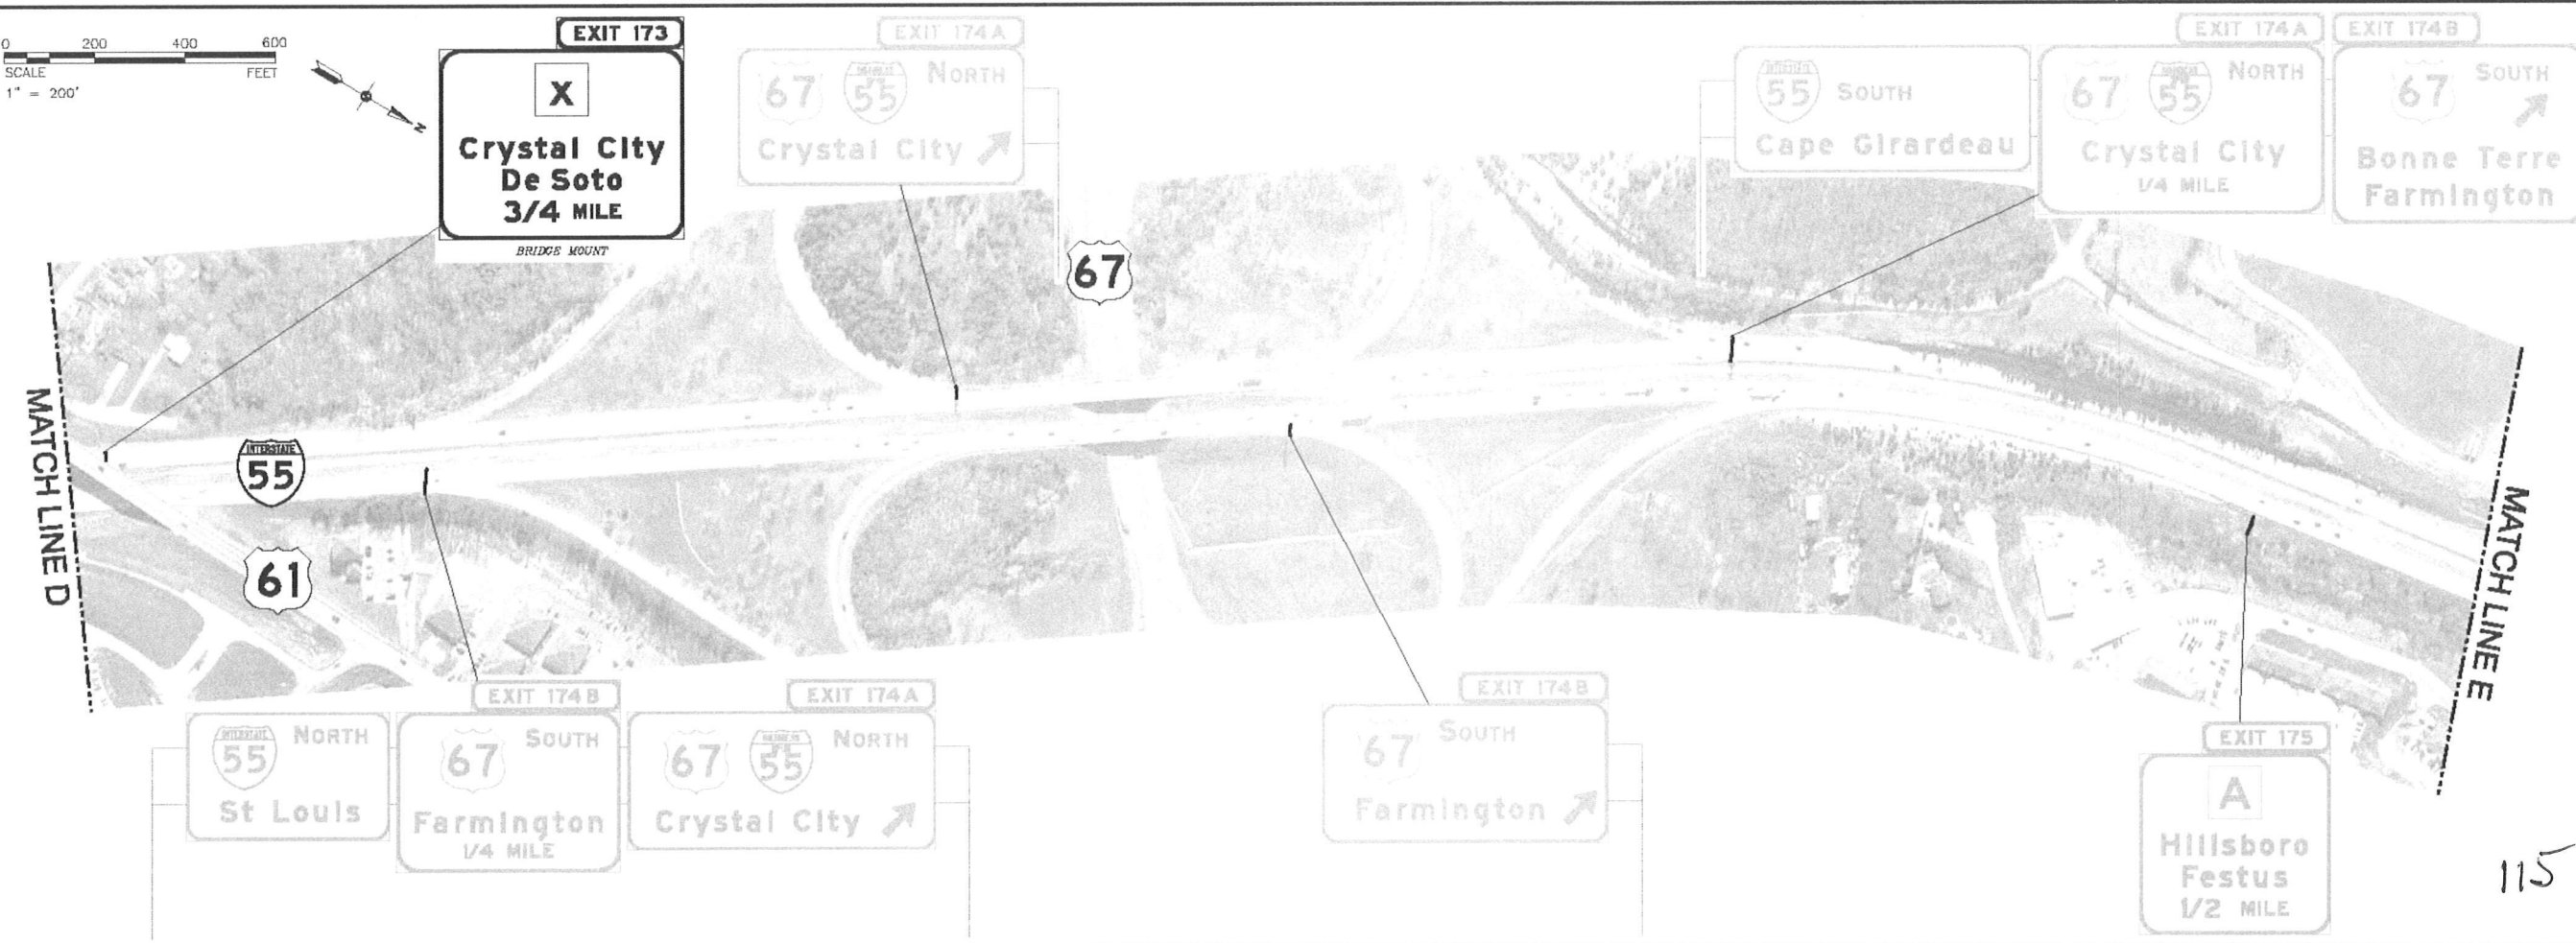 0 200 400 600
SCALE FEET
1" = 200'
N
EXIT 173
X
Crystal City
De Soto
3/4 MILE
BRIDGE MOUNT
EXIT 174A
67 55 NORTH
Crystal City
67
INTERSTATE
55 SOUTH
Cape Girardeau
EXIT 174A
67 55 NORTH
Crystal City
1/4 MILE
EXIT 174B
67 SOUTH
Bonne Terre
Farmington
MATCH LINE D
INTERSTATE
55
61
MATCH LINE E
INTERSTATE
55 NORTH
St Louis
EXIT 174B
67 SOUTH
Farmington
1/4 MILE
EXIT 174A
67 55 NORTH
Crystal City
EXIT 174B
67 SOUTH
Farmington
EXIT 175
A
Hillsboro
Festus
1/2 MILE
115